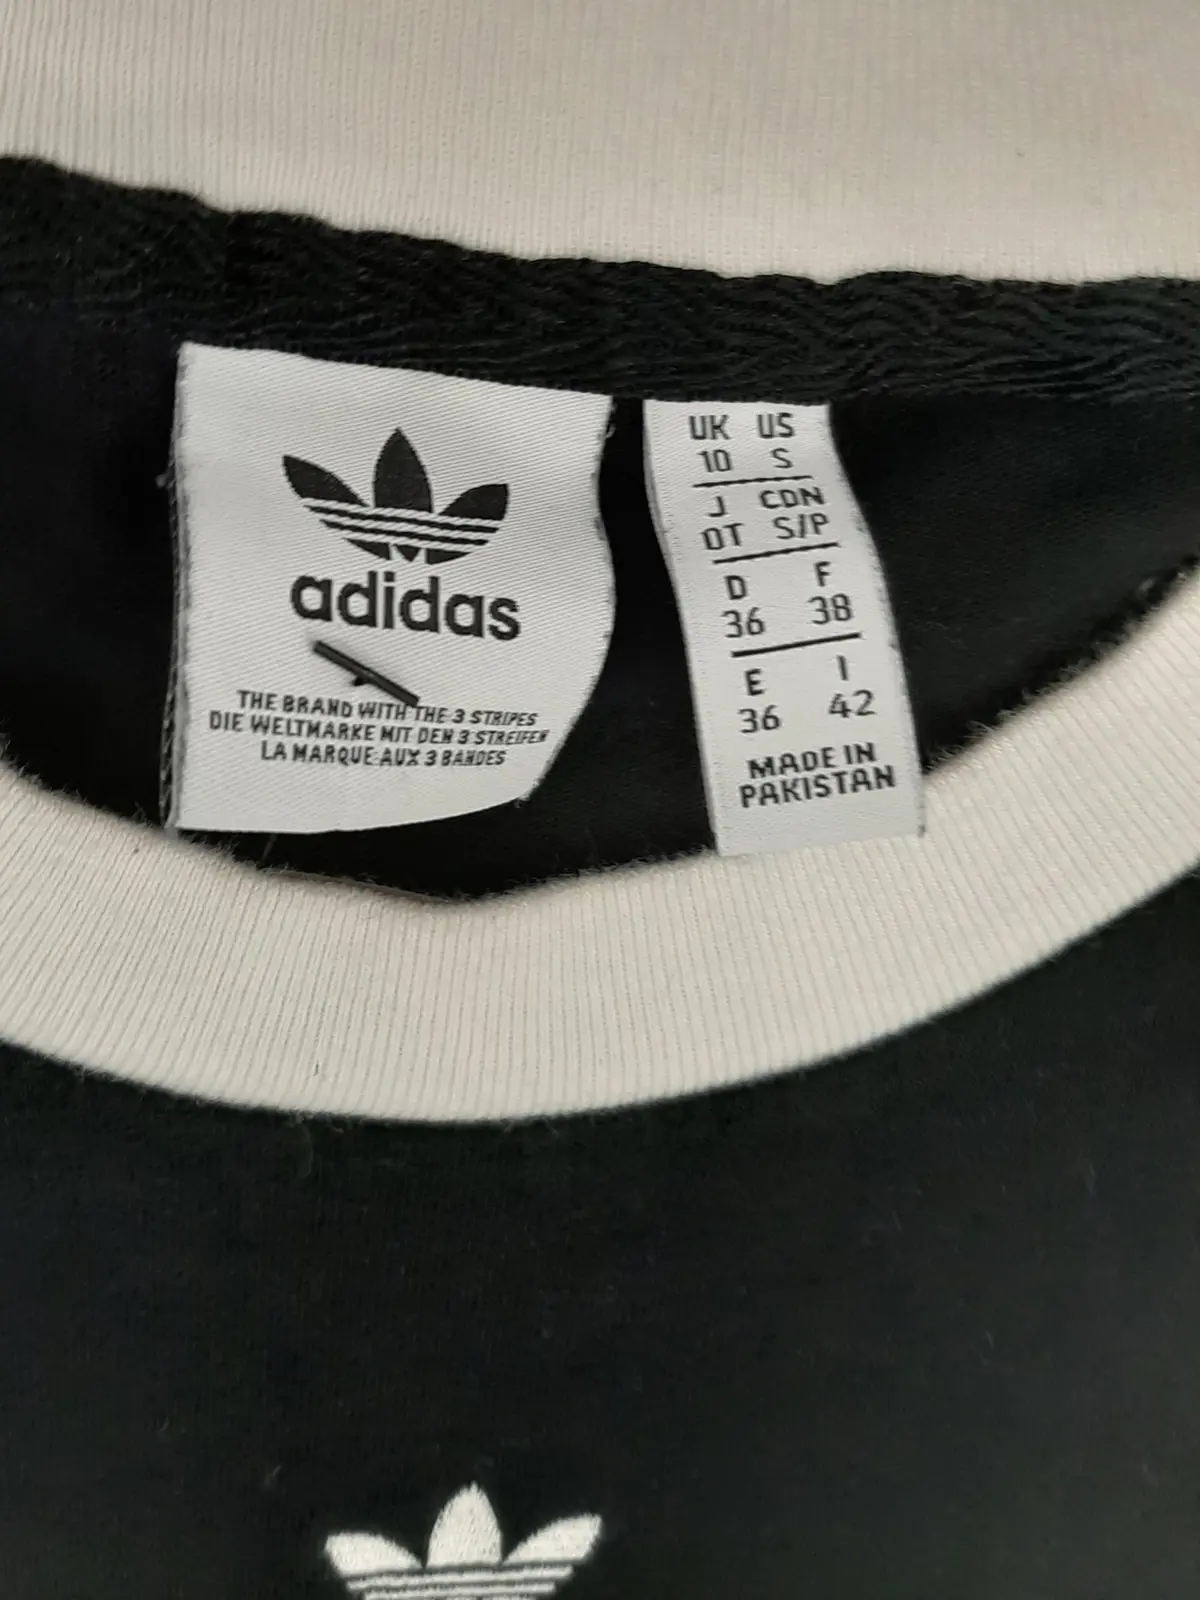 adidas
THE BRAND WITH THE 3 STRIPES
DIE WELTMARKE MIT DEN 3 STREIFEN
LA MARQUE AUX 3 BANDES
UK US
10 S
J CDN
OT S/P
D F
36 38
E I
36 42
MADE IN
PAKISTAN